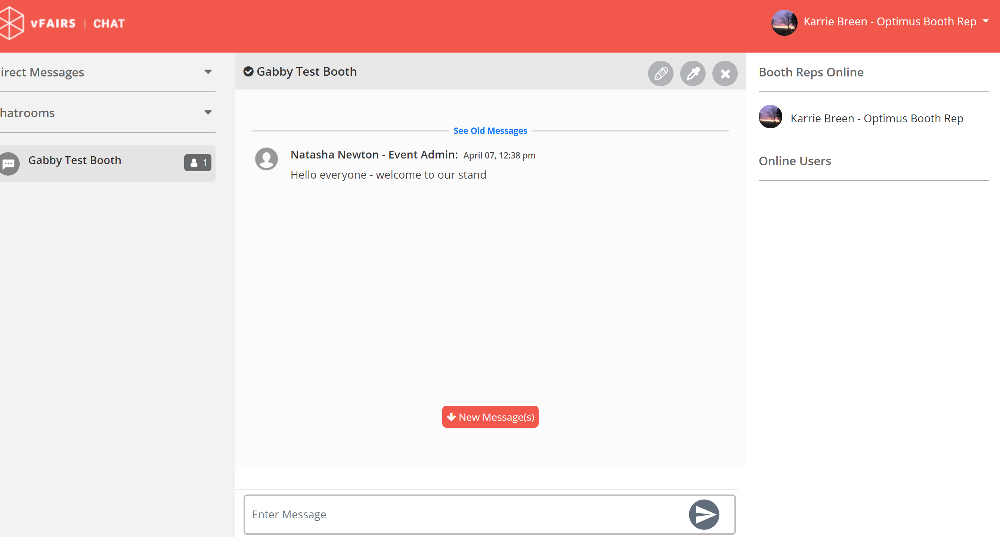 vFAIRS | CHAT
Karrie Breen - Optimus Booth Rep
irect Messages
hatrooms
Gabby Test Booth
1
Gabby Test Booth
See Old Messages
Natasha Newton - Event Admin: April 07, 12:38 pm
Hello everyone - welcome to our stand
New Message(s)
Enter Message
Booth Reps Online
Karrie Breen - Optimus Booth Rep
Online Users